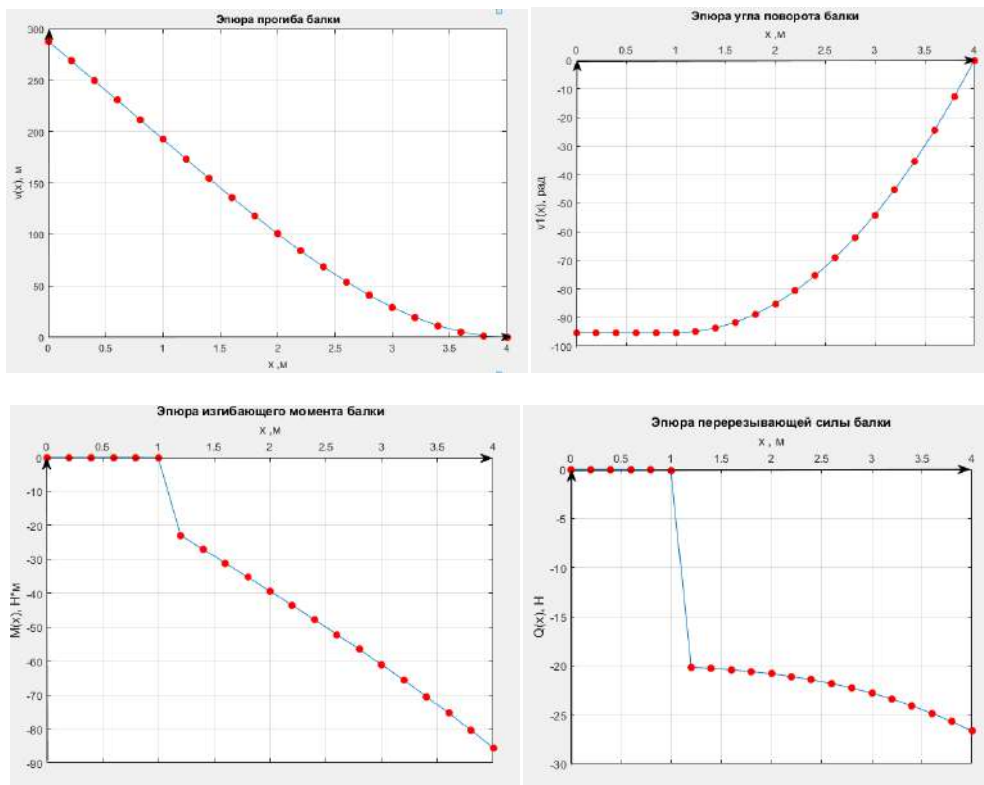 Эпюра прогиба балки
300
250
200
150
100
50
0
v(x), м
0 0.5 1 1.5 2 2.5 3 3.5 4
x ,м
Эпюра угла поворота балки
x ,м
0 0.5 1 1.5 2 2.5 3 3.5 4
0
-10
-20
-30
-40
-50
-60
-70
-80
-90
-100
v1(x), рад
Эпюра изгибающего момента балки
x ,м
0 0.5 1 1.5 2 2.5 3 3.5 4
0
-10
-20
-30
-40
-50
-60
-70
-80
-90
M(x), Н*м
Эпюра перерезывающей силы балки
x , м
0 0.5 1 1.5 2 2.5 3 3.5 4
0
-5
-10
-15
-20
-25
-30
Q(x), Н